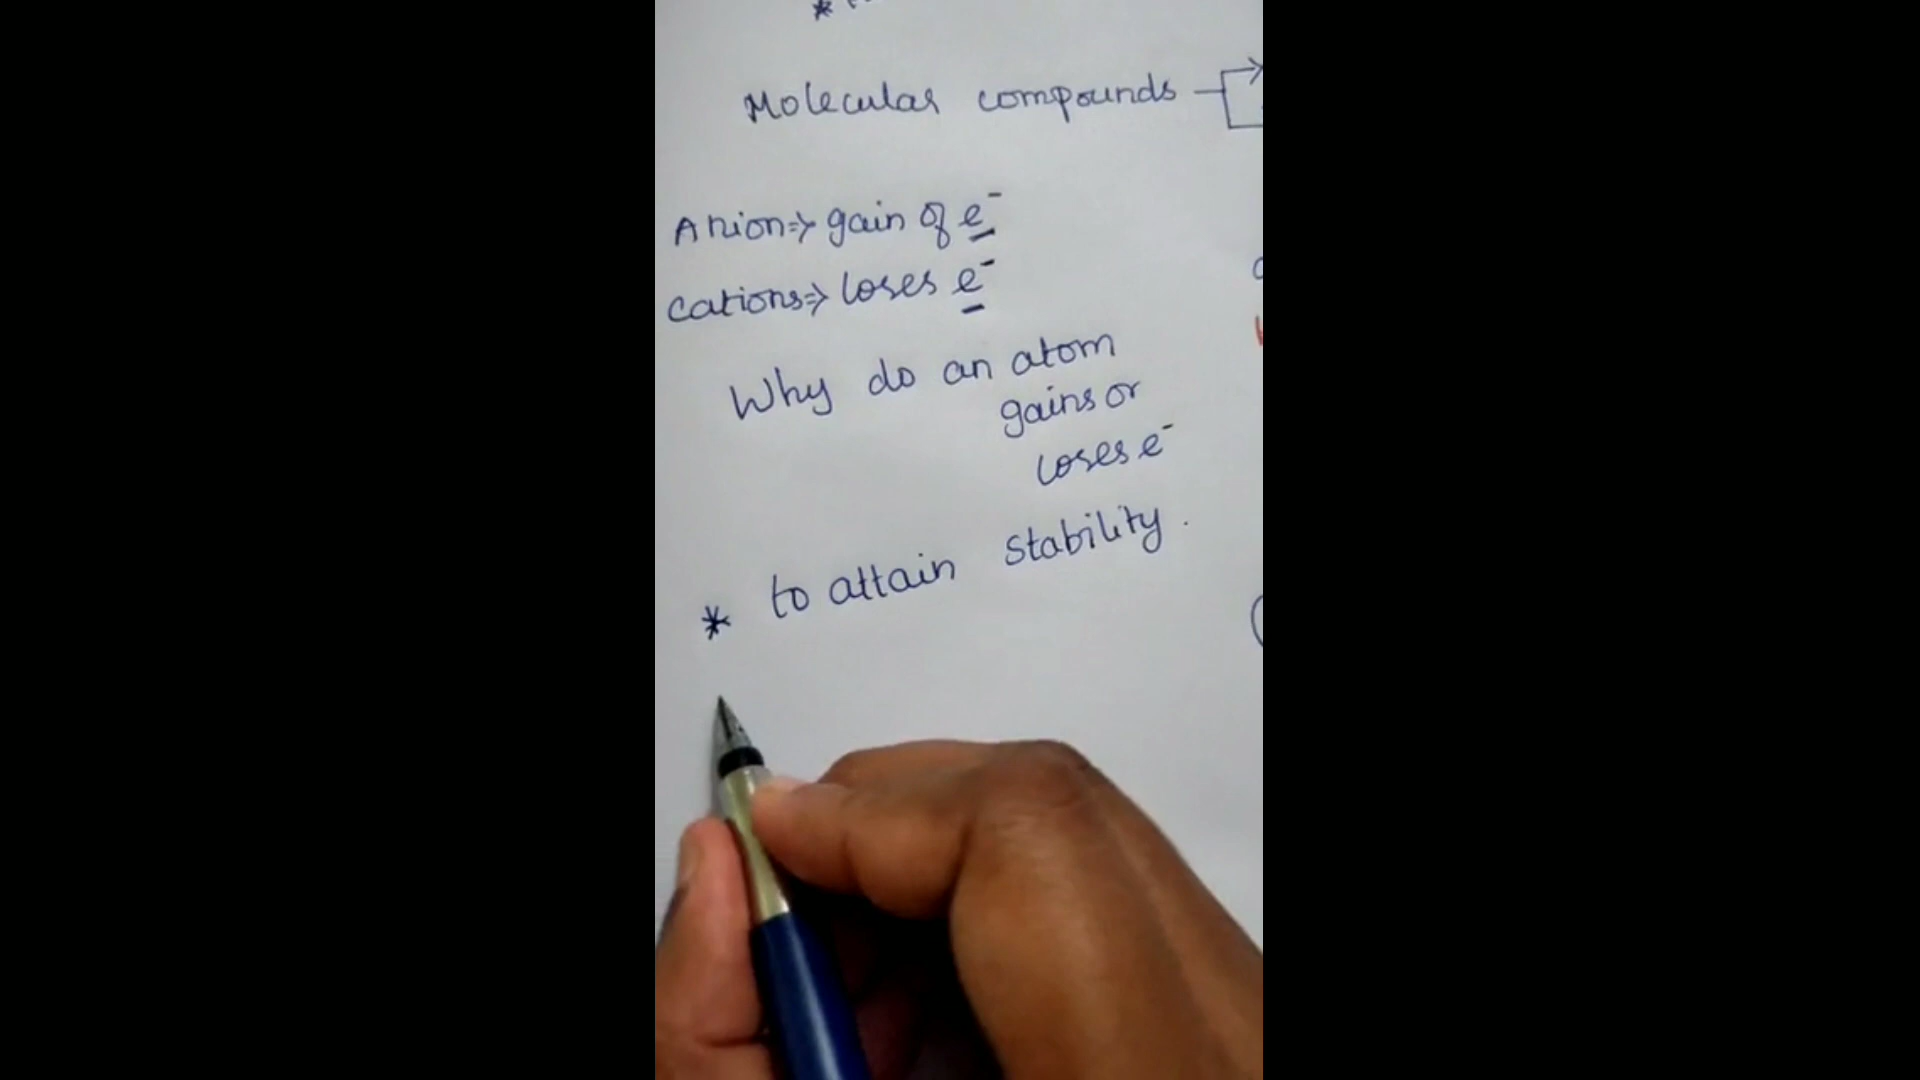 Molecular compounds
Anion => gain of e⁻
cations => loses e⁻
Why do an atom
gains or
loses e⁻
* to attain stability.